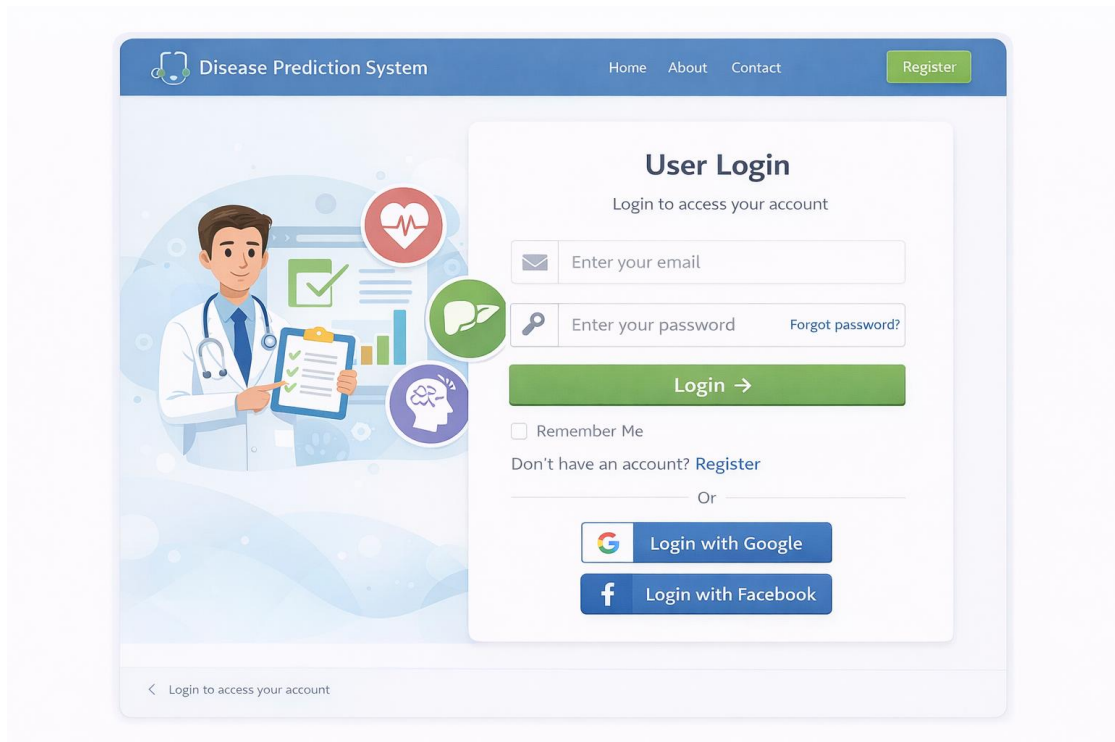 Disease Prediction System
Home About Contact
Register
User Login
Login to access your account
Enter your email
Enter your password Forgot password?
Login →
Remember Me
Don't have an account? Register
Or
G Login with Google
f Login with Facebook
< Login to access your account